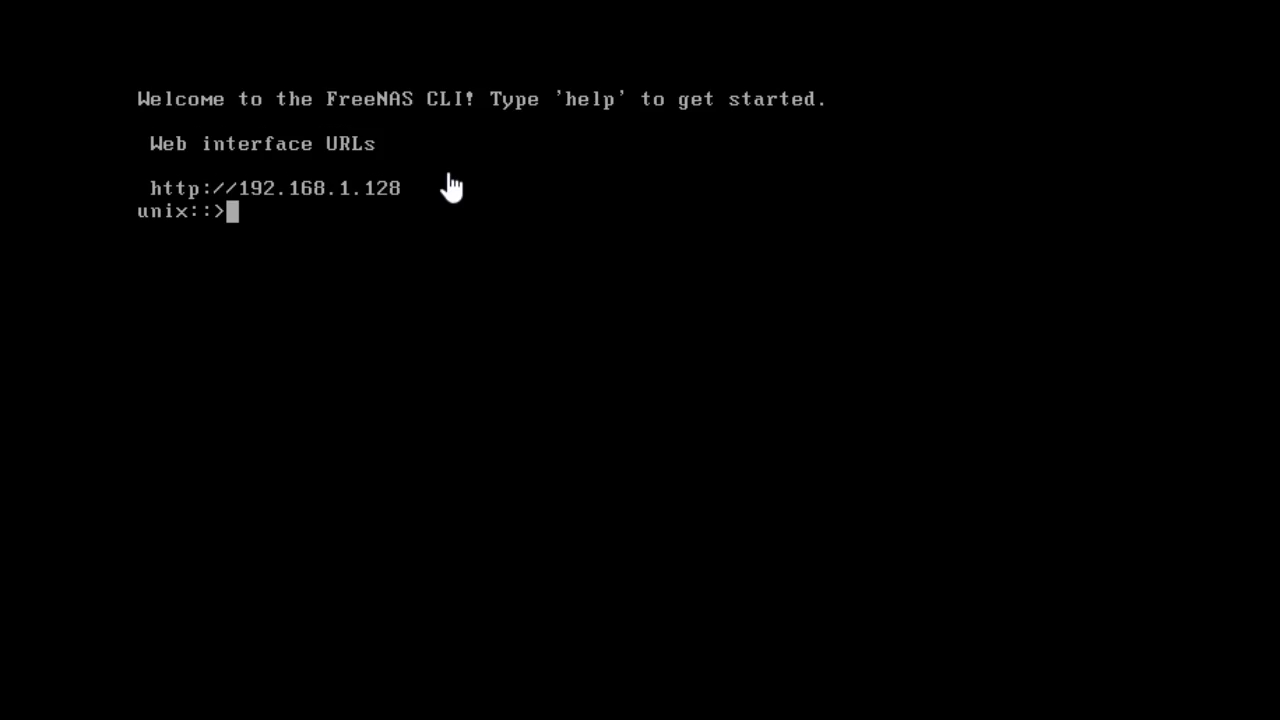 Welcome to the FreeNAS CLI! Type 'help' to get started.
Web interface URLs
http://192.168.1.128
unix::>